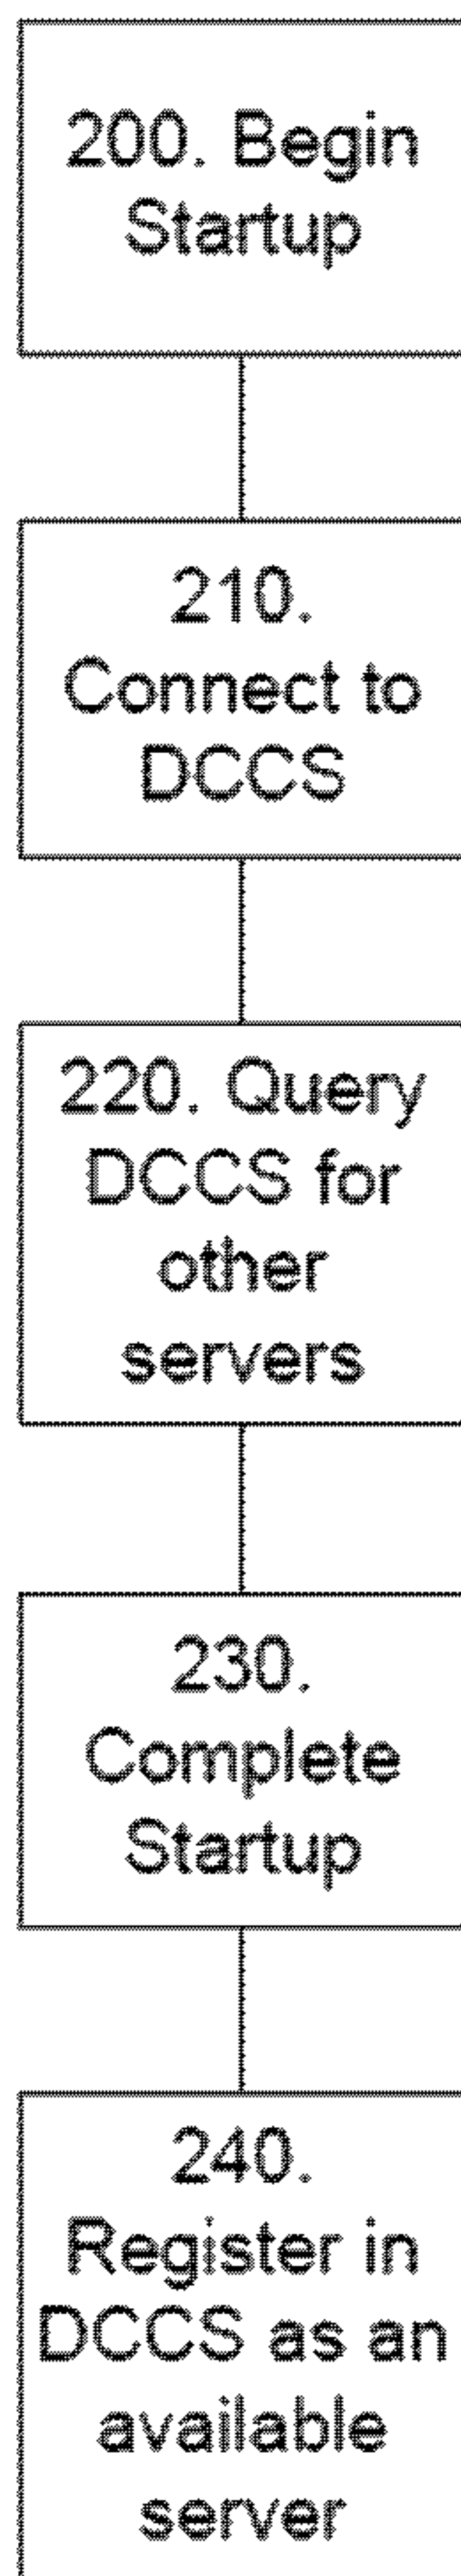 200. Begin
Startup
210.
Connect to
DCCS
220. Query
DCCS for
other
servers
230.
Complete
Startup
240.
Register in
DCCS as an
available
server